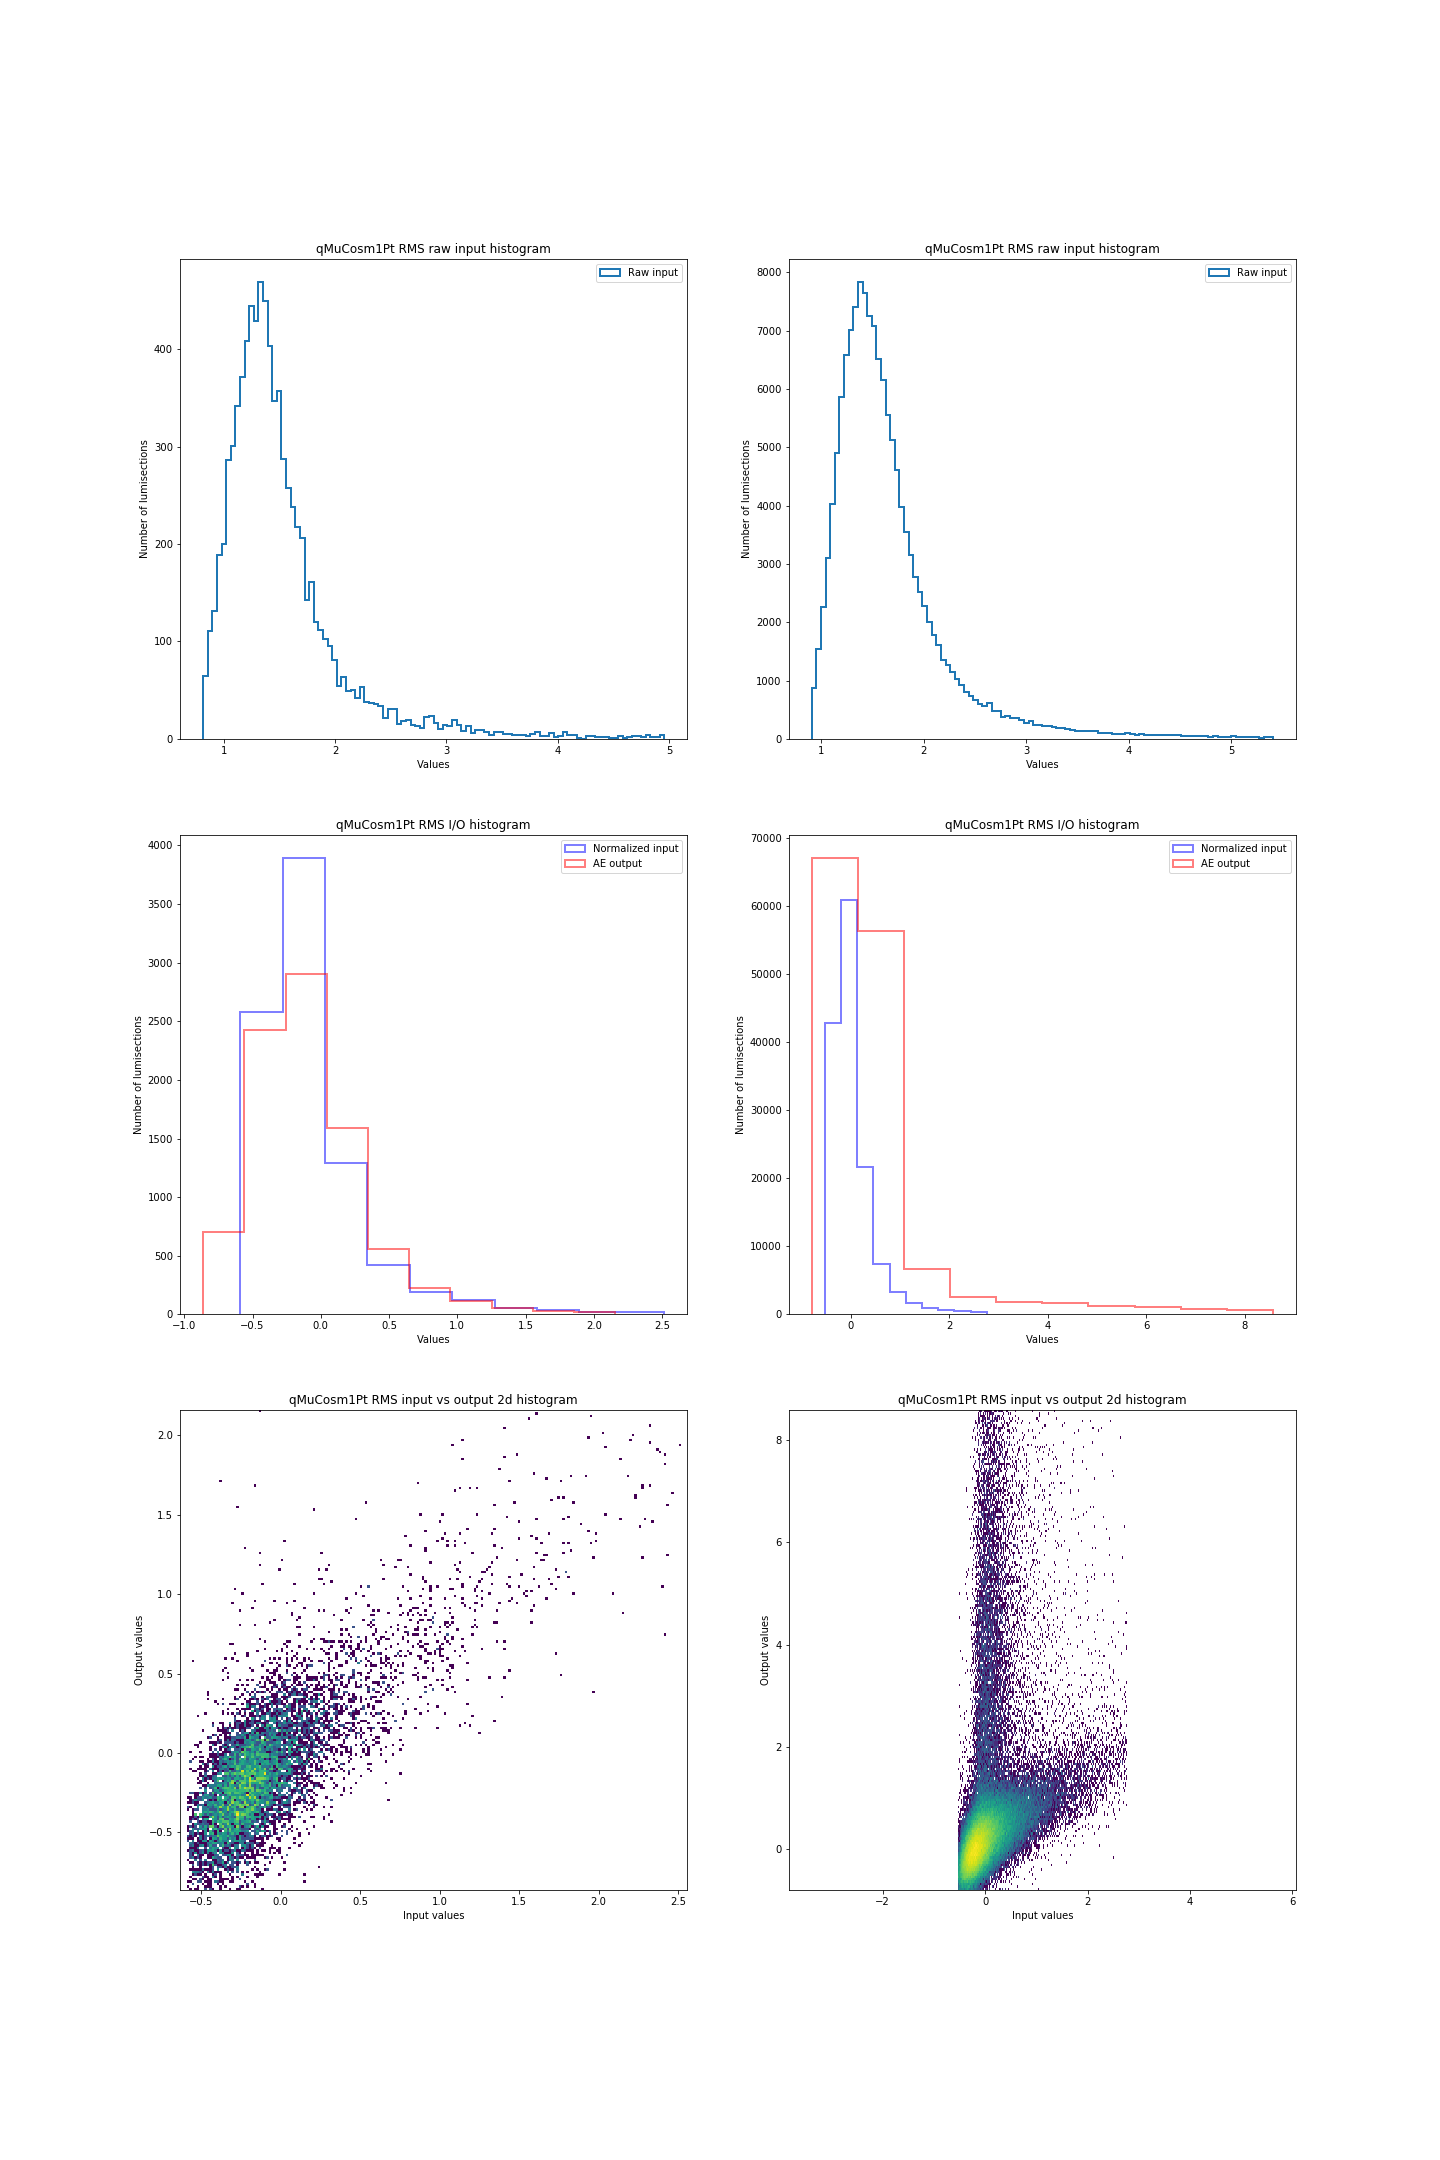 qMuCosm1Pt RMS raw input histogram
Raw input
Number of lumisections
400
300
200
100
0
1 2 3 4 5
Values
qMuCosm1Pt RMS raw input histogram
Raw input
Number of lumisections
8000
7000
6000
5000
4000
3000
2000
1000
0
1 2 3 4 5
Values
qMuCosm1Pt RMS I/O histogram
Normalized input
AE output
Number of lumisections
4000
3500
3000
2500
2000
1500
1000
500
0
−1.0 −0.5 0.0 0.5 1.0 1.5 2.0 2.5
Values
qMuCosm1Pt RMS I/O histogram
Normalized input
AE output
Number of lumisections
70000
60000
50000
40000
30000
20000
10000
0
0 2 4 6 8
Values
qMuCosm1Pt RMS input vs output 2d histogram
Output values
2.0
1.5
1.0
0.5
0.0
−0.5
−0.5 0.0 0.5 1.0 1.5 2.0 2.5
Input values
qMuCosm1Pt RMS input vs output 2d histogram
Output values
8
6
4
2
0
−2 0 2 4 6
Input values